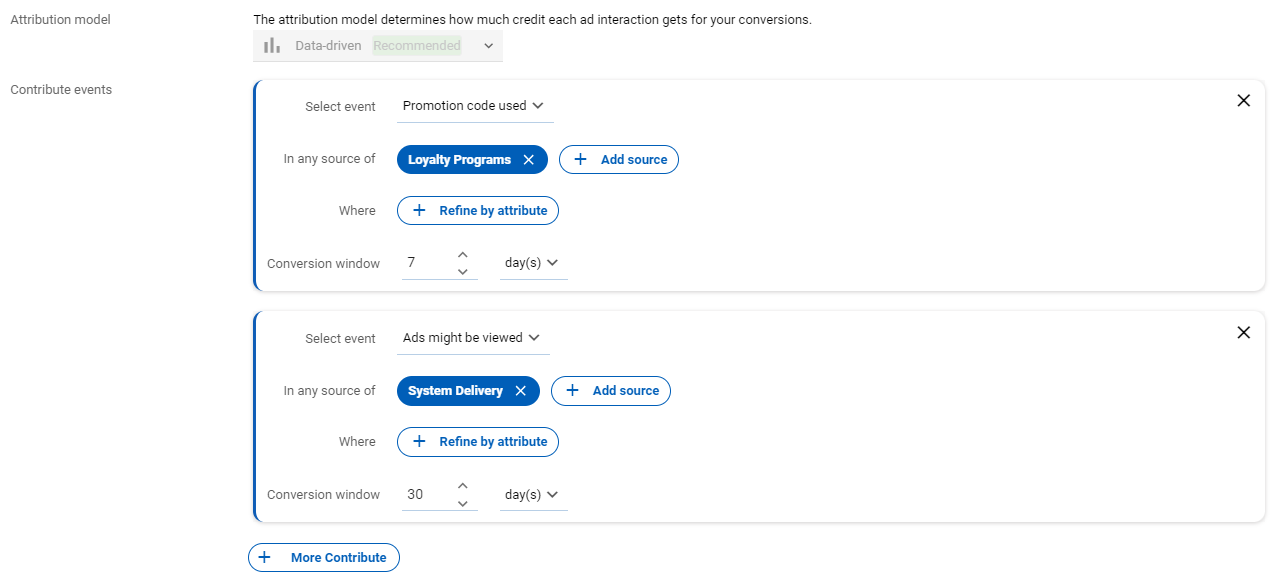 Attribution model
The attribution model determines how much credit each ad interaction gets for your conversions.
Data-driven Recommended
Contribute events
Select event Promotion code used
In any source of Loyalty Programs Add source
Where Refine by attribute
Conversion window 7 day(s)
Select event Ads might be viewed
In any source of System Delivery Add source
Where Refine by attribute
Conversion window 30 day(s)
More Contribute